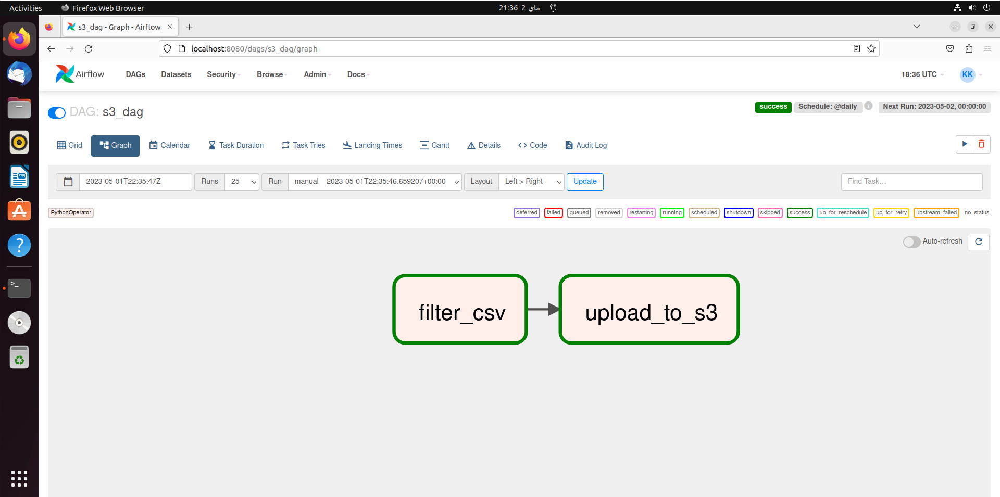 Activities Firefox Web Browser 21:36 2 ماي
s3_dag - Graph - Airflow
localhost:8080/dags/s3_dag/graph
Airflow DAGs Datasets Security Browse Admin Docs 18:36 UTC KK
DAG: s3_dag success Schedule: @daily i Next Run: 2023-05-02, 00:00:00
Grid Graph Calendar Task Duration Task Tries Landing Times Gantt Details Code Audit Log
2023-05-01T22:35:47Z Runs 25 Run manual__2023-05-01T22:35:46.659207+00:00 Layout Left > Right Update Find Task…
PythonOperator deferred failed queued removed restarting running scheduled shutdown skipped success up_for_reschedule up_for_retry upstream_failed no_status
Auto-refresh
filter_csv upload_to_s3